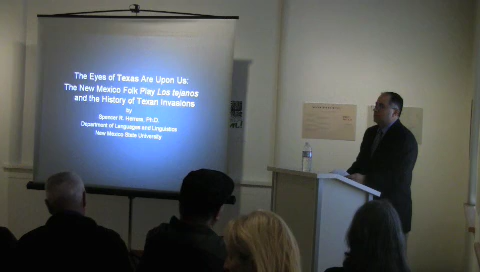 The Eyes of Texas Are Upon Us:
The New Mexico Folk Play Los tejanos
and the History of Texan Invasions
by
Spencer R. Herrera, Ph.D.
Department of Languages and Linguistics
New Mexico State University